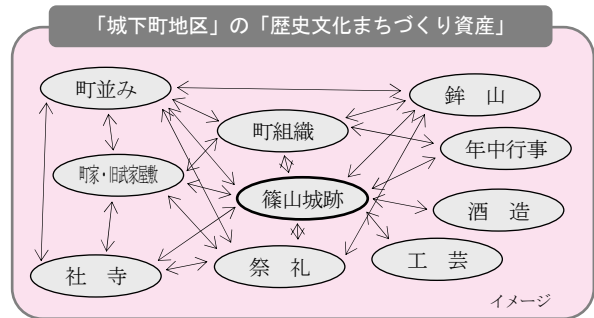 「城下町地区」の「歴史文化まちづくり資産」
町並み
鉾　山
町組織
年中行事
町家・旧武家屋敷
篠山城跡
酒　造
社　寺
祭　礼
工　芸
イメージ